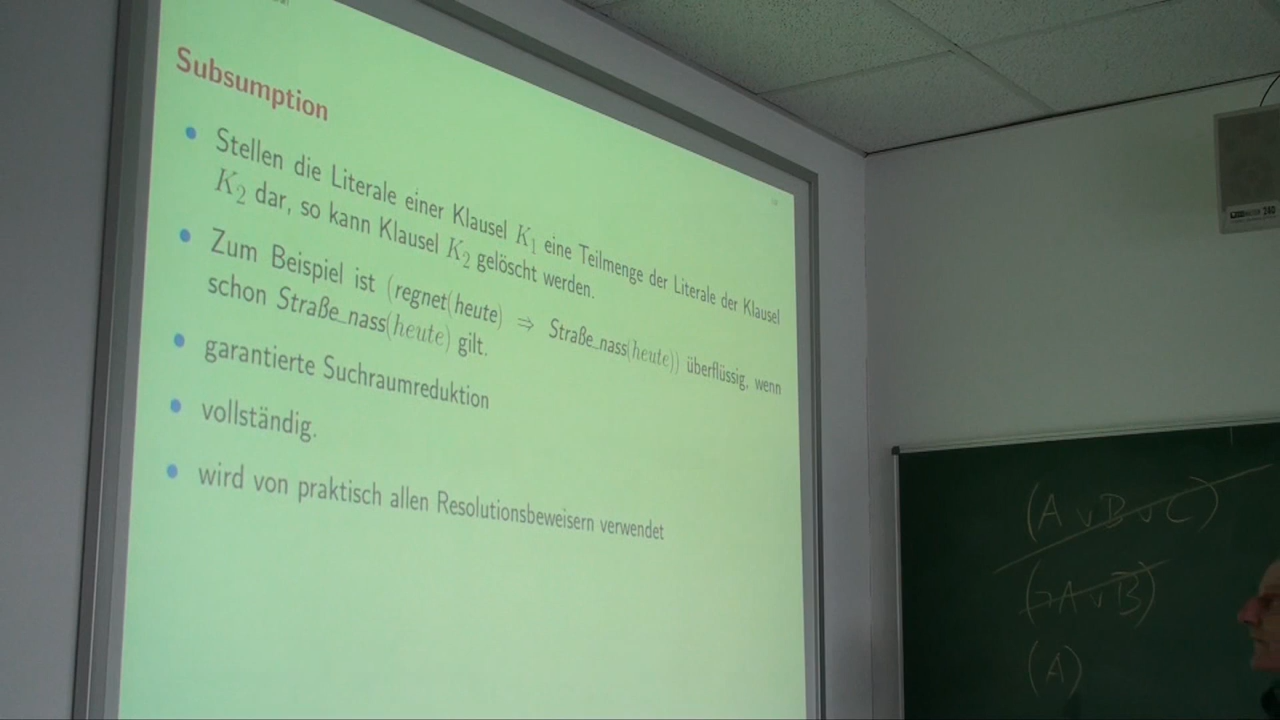 Subsumption
• Stellen die Literale einer Klausel K₁ eine Teilmenge der Literale der Klausel
K₂ dar, so kann Klausel K₂ gelöscht werden.
• Zum Beispiel ist (regnet(heute) ⇒ Straße_nass(heute)) überflüssig, wenn
schon Straße_nass(heute) gilt.
• garantierte Suchraumreduktion
• vollständig.
• wird von praktisch allen Resolutionsbeweisern verwendet
(A ∨ B ∨ C)
(¬A ∨ B)
(A)